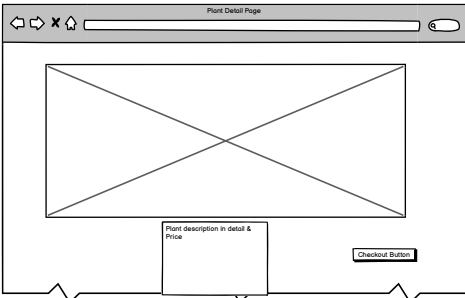 Plant Detail Page
Plant description in detail &
Price
Checkout Button